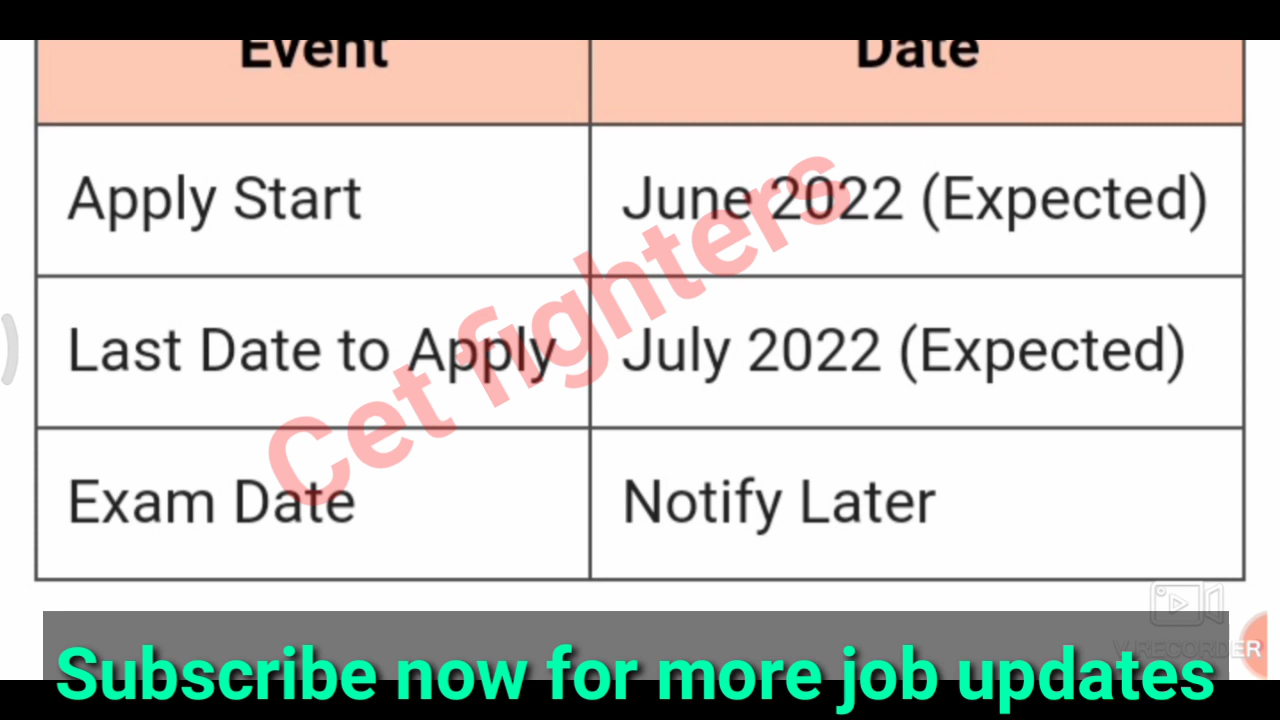 Event Date
Apply Start June 2022 (Expected)
Last Date to Apply July 2022 (Expected)
Exam Date Notify Later
Cet fighters
V RECORDER
Subscribe now for more job updates